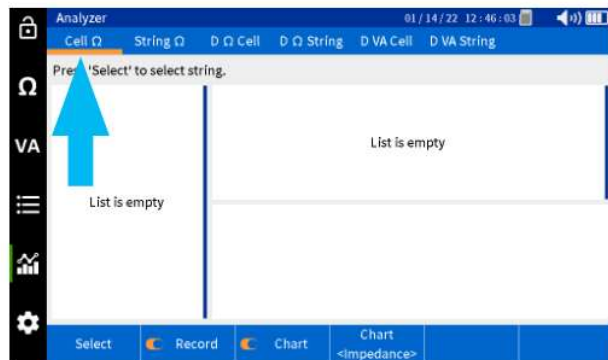 Analyzer 01/14/22 12:46:03
Cell Ω String Ω D Ω Cell D Ω String D VA Cell D VA String
'Select' to select string.
Ω
VA
List is empty
List is empty
Select Record Chart Chart
<Impedance>